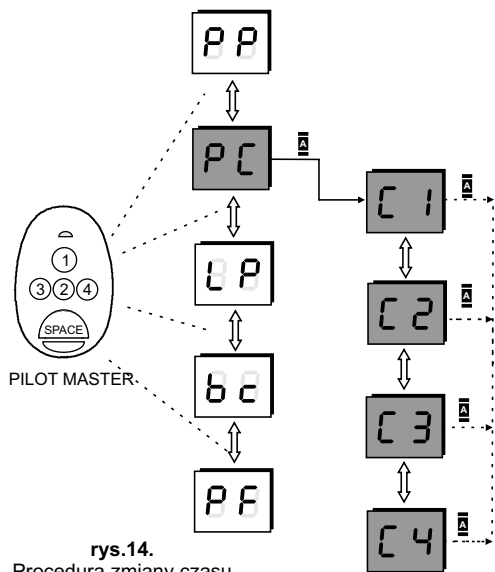 PP
PC
A
C1
A
LP
1
3 2 4
SPACE
PILOT MASTER
C2
A
bc
C3
A
PF
C4
A
rys.14.
Procedura zmiany czasu